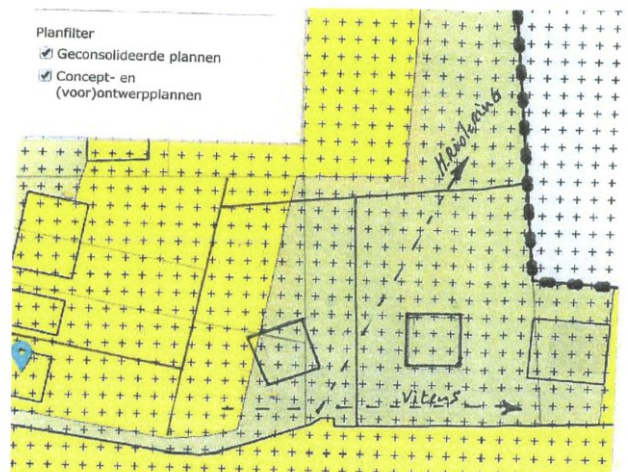 Planfilter
Geconsolideerde plannen
Concept- en
(voor)ontwerpplannen
Vitens